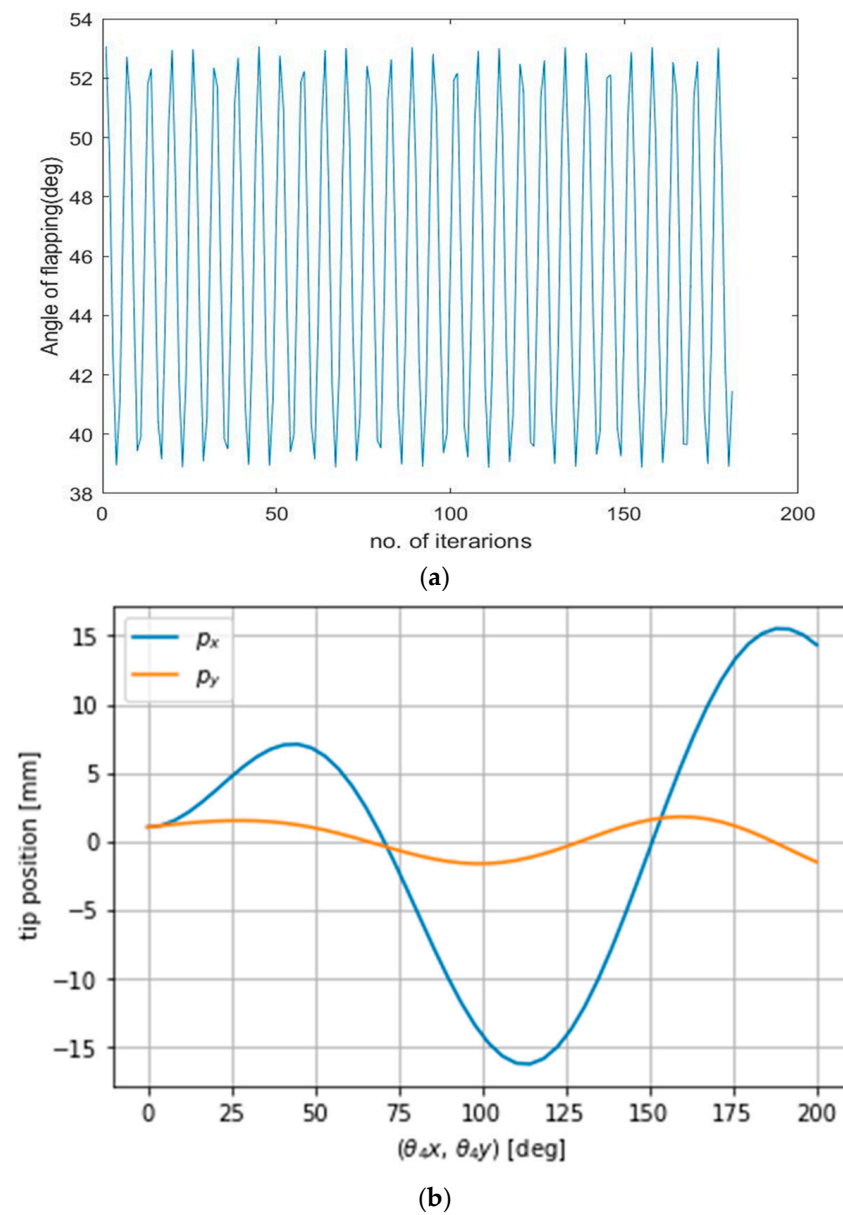 54
52
50
48
46
44
42
40
38
Angle of flapping(deg)
0 50 100 150 200
no. of iterarions
(a)
p_x
p_y
15
10
5
0
−5
−10
−15
tip position [mm]
0 25 50 75 100 125 150 175 200
(θ₄x, θ₄y) [deg]
(b)